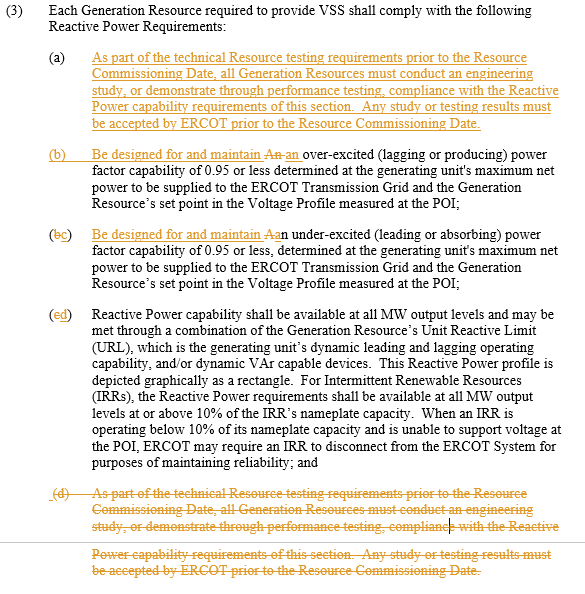 (3) Each Generation Resource required to provide VSS shall comply with the following
Reactive Power Requirements:
(a) As part of the technical Resource testing requirements prior to the Resource
Commissioning Date, all Generation Resources must conduct an engineering
study, or demonstrate through performance testing, compliance with the Reactive
Power capability requirements of this section.  Any study or testing results must
be accepted by ERCOT prior to the Resource Commissioning Date.
(b) Be designed for and maintain An an over-excited (lagging or producing) power
factor capability of 0.95 or less determined at the generating unit's maximum net
power to be supplied to the ERCOT Transmission Grid and the Generation
Resource's set point in the Voltage Profile measured at the POI;
(bc) Be designed for and maintain Aan under-excited (leading or absorbing) power
factor capability of 0.95 or less, determined at the generating unit's maximum net
power to be supplied to the ERCOT Transmission Grid and the Generation
Resource's set point in the Voltage Profile measured at the POI;
(cd) Reactive Power capability shall be available at all MW output levels and may be
met through a combination of the Generation Resource's Unit Reactive Limit
(URL), which is the generating unit's dynamic leading and lagging operating
capability, and/or dynamic VAr capable devices.  This Reactive Power profile is
depicted graphically as a rectangle.  For Intermittent Renewable Resources
(IRRs), the Reactive Power requirements shall be available at all MW output
levels at or above 10% of the IRR's nameplate capacity.  When an IRR is
operating below 10% of its nameplate capacity and is unable to support voltage at
the POI, ERCOT may require an IRR to disconnect from the ERCOT System for
purposes of maintaining reliability; and
(d) As part of the technical Resource testing requirements prior to the Resource
Commissioning Date, all Generation Resources must conduct an engineering
study, or demonstrate through performance testing, compliance with the Reactive
Power capability requirements of this section.  Any study or testing results must
be accepted by ERCOT prior to the Resource Commissioning Date.